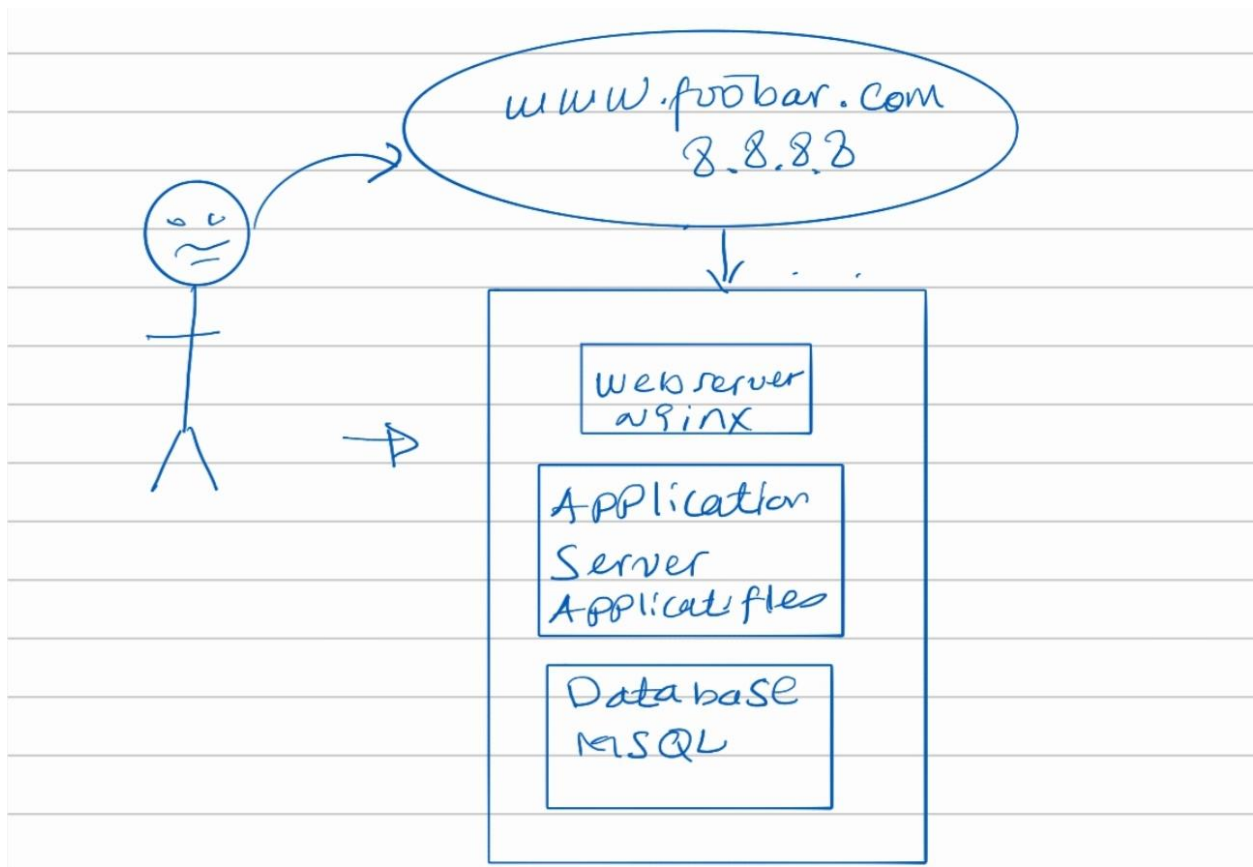 www.foobar.com
8.8.8.8
Webserver
nginx
Application
Server
Applicatifles
Database
MSQL